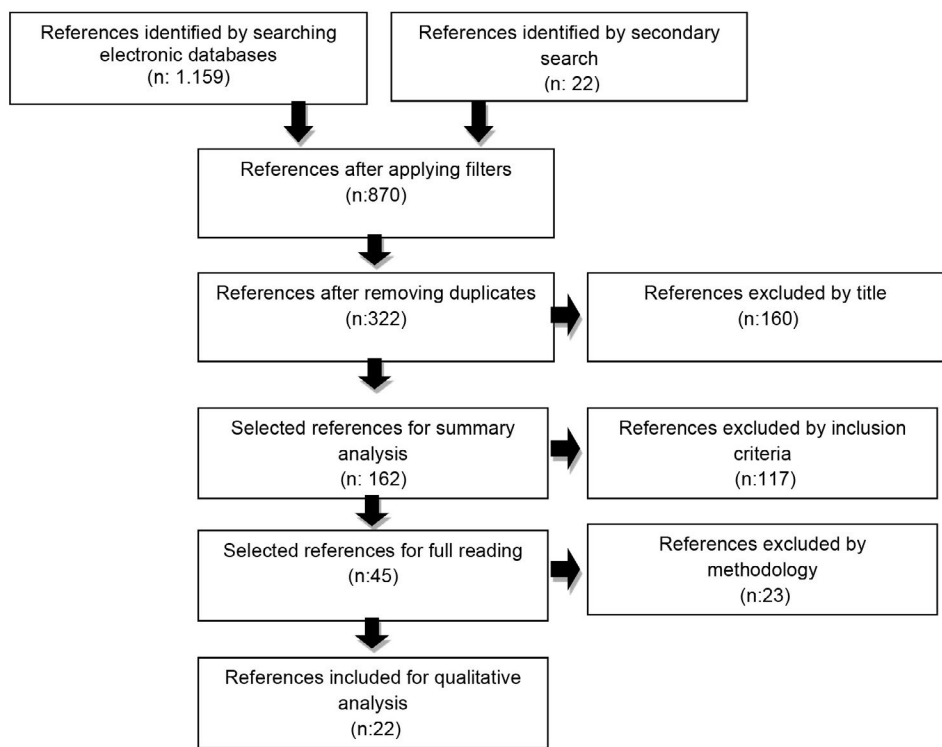 References identified by searching
electronic databases
(n: 1.159)
References identified by secondary
search
(n: 22)
References after applying filters
(n:870)
References after removing duplicates
(n:322)
References excluded by title
(n:160)
Selected references for summary
analysis
(n: 162)
References excluded by inclusion
criteria
(n:117)
Selected references for full reading
(n:45)
References excluded by
methodology
(n:23)
References included for qualitative
analysis
(n:22)